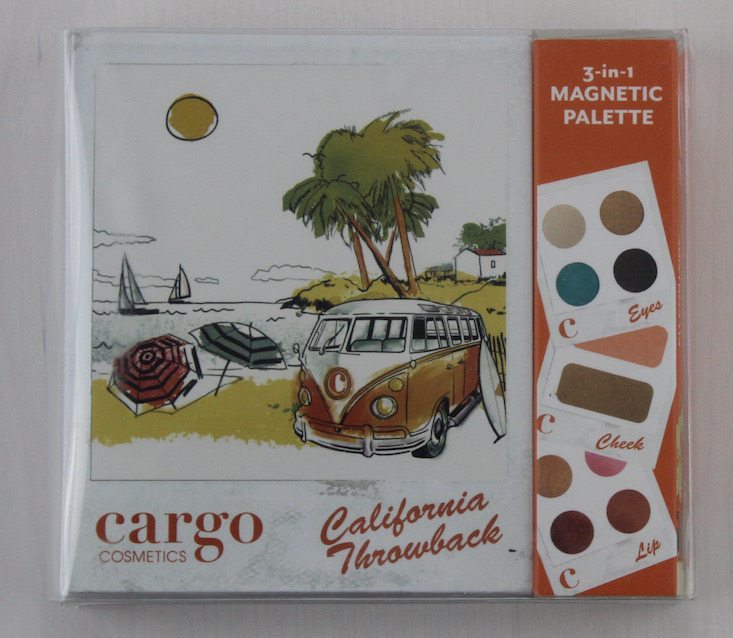 3-in-1
MAGNETIC
PALETTE
C
cargo
COSMETICS
California
Throwback
C
Eyes
C
Cheek
C
Lip